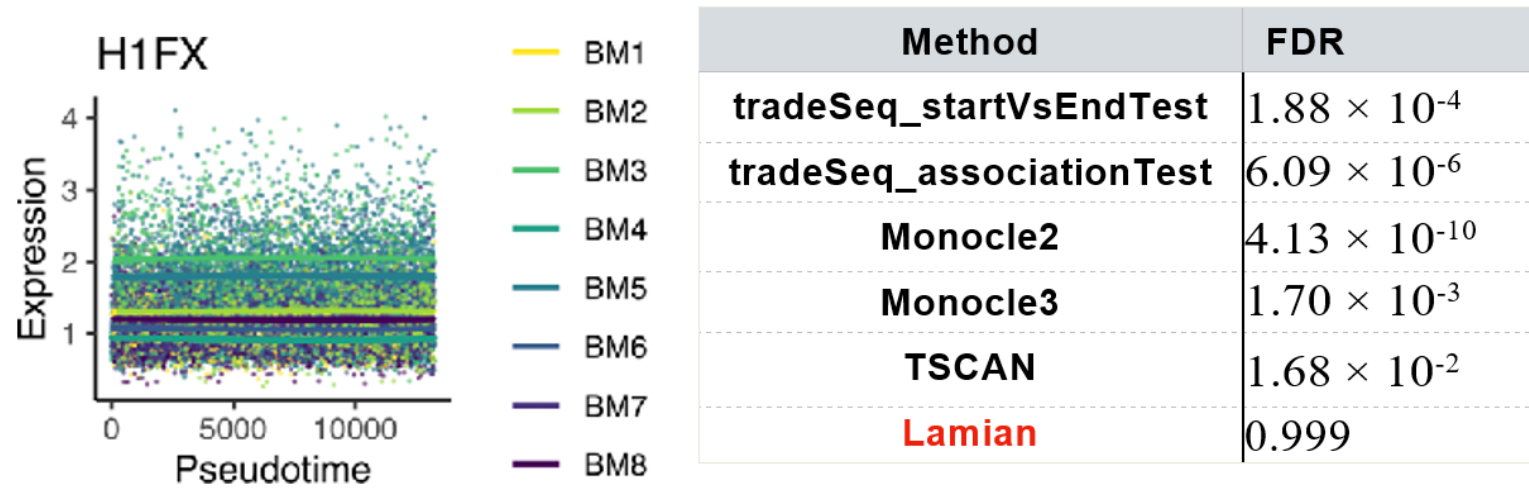 H1FX
Expression
4
3
2
1
0 5000 10000
Pseudotime
BM1
BM2
BM3
BM4
BM5
BM6
BM7
BM8
Method FDR
tradeSeq_startVsEndTest 1.88 × 10⁻⁴
tradeSeq_associationTest 6.09 × 10⁻⁶
Monocle2 4.13 × 10⁻¹⁰
Monocle3 1.70 × 10⁻³
TSCAN 1.68 × 10⁻²
Lamian 0.999